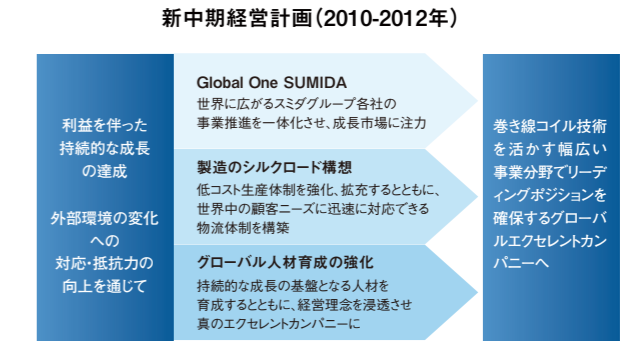 新中期経営計画（2010-2012年）
利益を伴った
持続的な成長
の達成
外部環境の変化
への
対応・抵抗力の
向上を通じて
Global One SUMIDA
世界に広がるスミダグループ各社の
事業推進を一体化させ、成長市場に注力
製造のシルクロード構想
低コスト生産体制を強化、拡充するとともに、
世界中の顧客ニーズに迅速に対応できる
物流体制を構築
グローバル人材育成の強化
持続的な成長の基盤となる人材を
育成するとともに、経営理念を浸透させ
真のエクセレントカンパニーに
巻き線コイル技術
を活かす幅広い
事業分野でリーデ
ィングポジションを
確保するグローバ
ルエクセレントカン
パニーへ